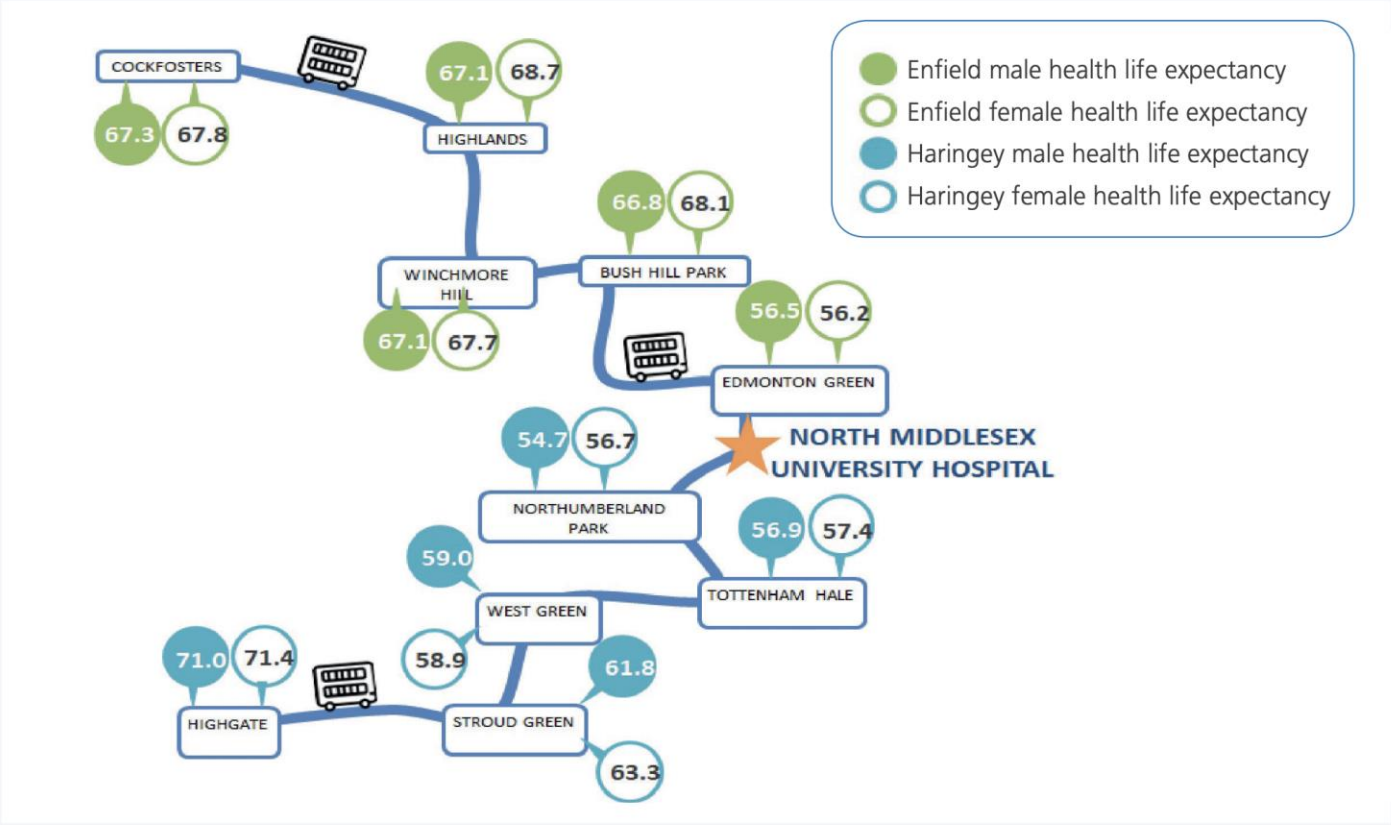 COCKFOSTERS
67.3
67.8
67.1
68.7
HIGHLANDS
Enfield male health life expectancy
Enfield female health life expectancy
Haringey male health life expectancy
Haringey female health life expectancy
66.8
68.1
WINCHMORE
HILL
67.1
67.7
BUSH HILL PARK
56.5
56.2
EDMONTON GREEN
NORTH MIDDLESEX
UNIVERSITY HOSPITAL
54.7
56.7
NORTHUMBERLAND
PARK
56.9
57.4
TOTTENHAM HALE
59.0
WEST GREEN
58.9
61.8
71.0
71.4
HIGHGATE
STROUD GREEN
63.3